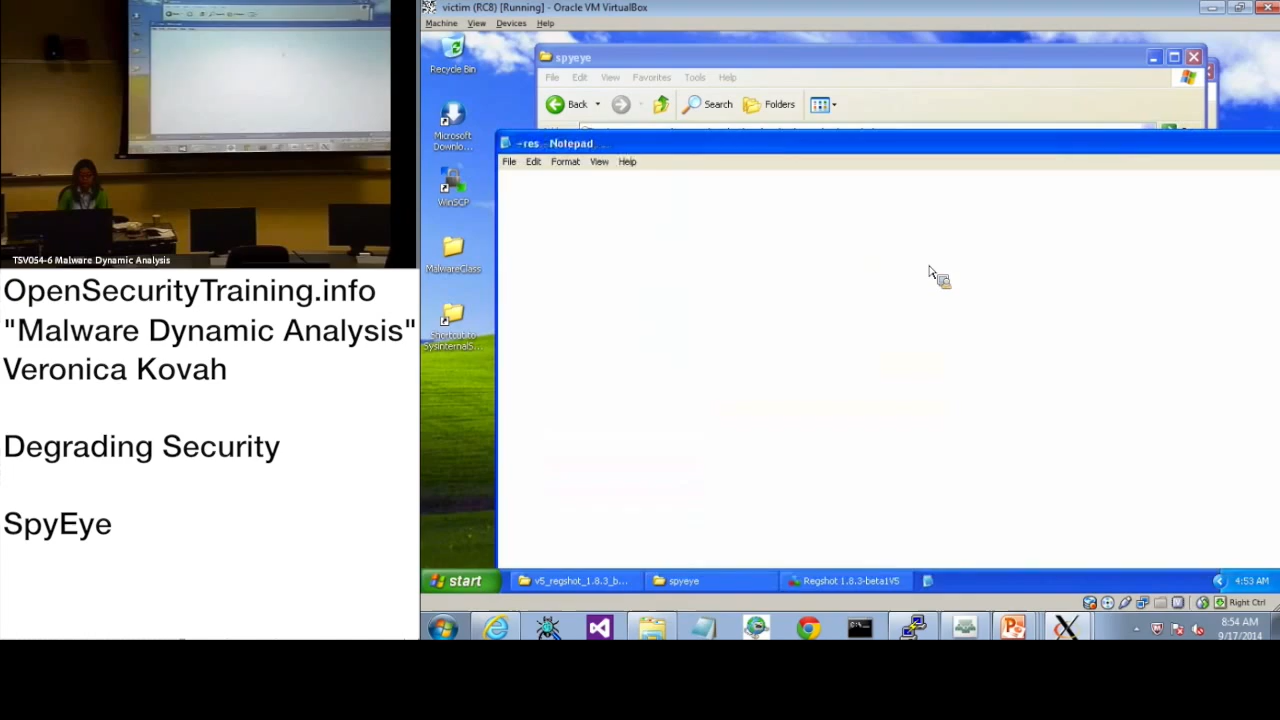 TSV054-6 Malware Dynamic Analysis
OpenSecurityTraining.info
"Malware Dynamic Analysis"
Veronica Kovah
Degrading Security
SpyEye
victim (RC8) [Running] - Oracle VM VirtualBox
Machine View Devices Help
Recycle Bin
Microsoft
Downlo...
WinSCP
MalwareClass
Shortcut to
SysinternalS...
spyeye
File Edit View Favorites Tools Help
Back Search Folders
~res - Notepad
File Edit Format View Help
start v5_regshot_1.8.3_b... spyeye Regshot 1.8.3-beta1V5 4:53 AM
Right Ctrl
8:54 AM
9/17/2014